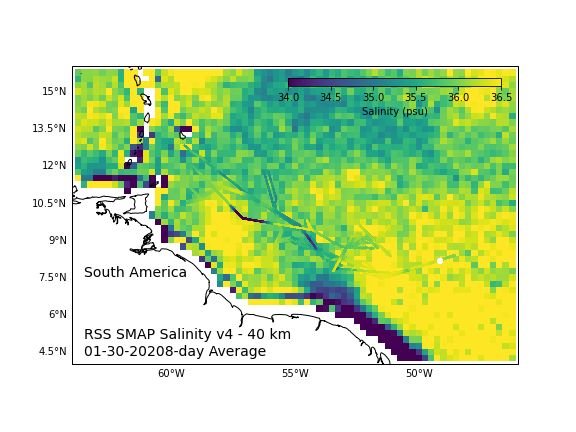 15°N
34.0 34.5 35.0 35.5 36.0 36.5
Salinity (psu)
13.5°N
12°N
10.5°N
9°N
7.5°N
South America
6°N
RSS SMAP Salinity v4 - 40 km
01-30-20208-day Average
4.5°N
60°W 55°W 50°W